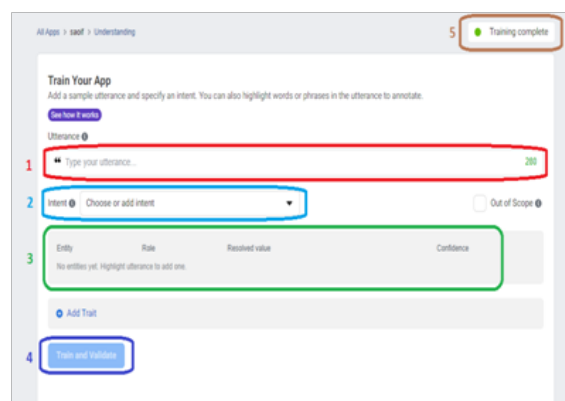 All Apps > saof > Understanding
5 Training complete
Train Your App
Add a sample utterance and specify an intent. You can also highlight words or phrases in the utterance to annotate.
See how it works
Utterance
1 ❝ Type your utterance... 280
2 Intent Choose or add intent Out of Scope
Entity Role Resolved value Confidence
3
No entities yet. Highlight utterance to add one.
Add Trait
4 Train and Validate